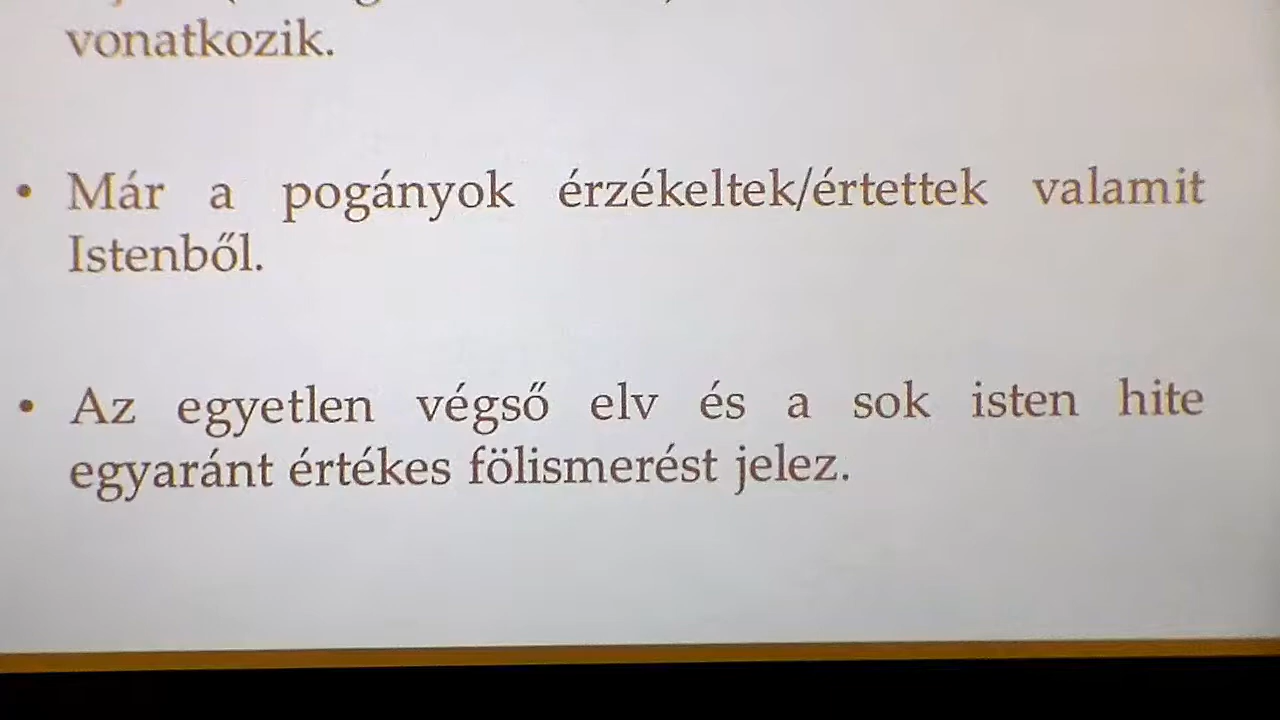 vonatkozik.
• Már a pogányok érzékeltek/értettek valamit
Istenből.
• Az egyetlen végső elv és a sok isten hite
egyaránt értékes fölismerést jelez.